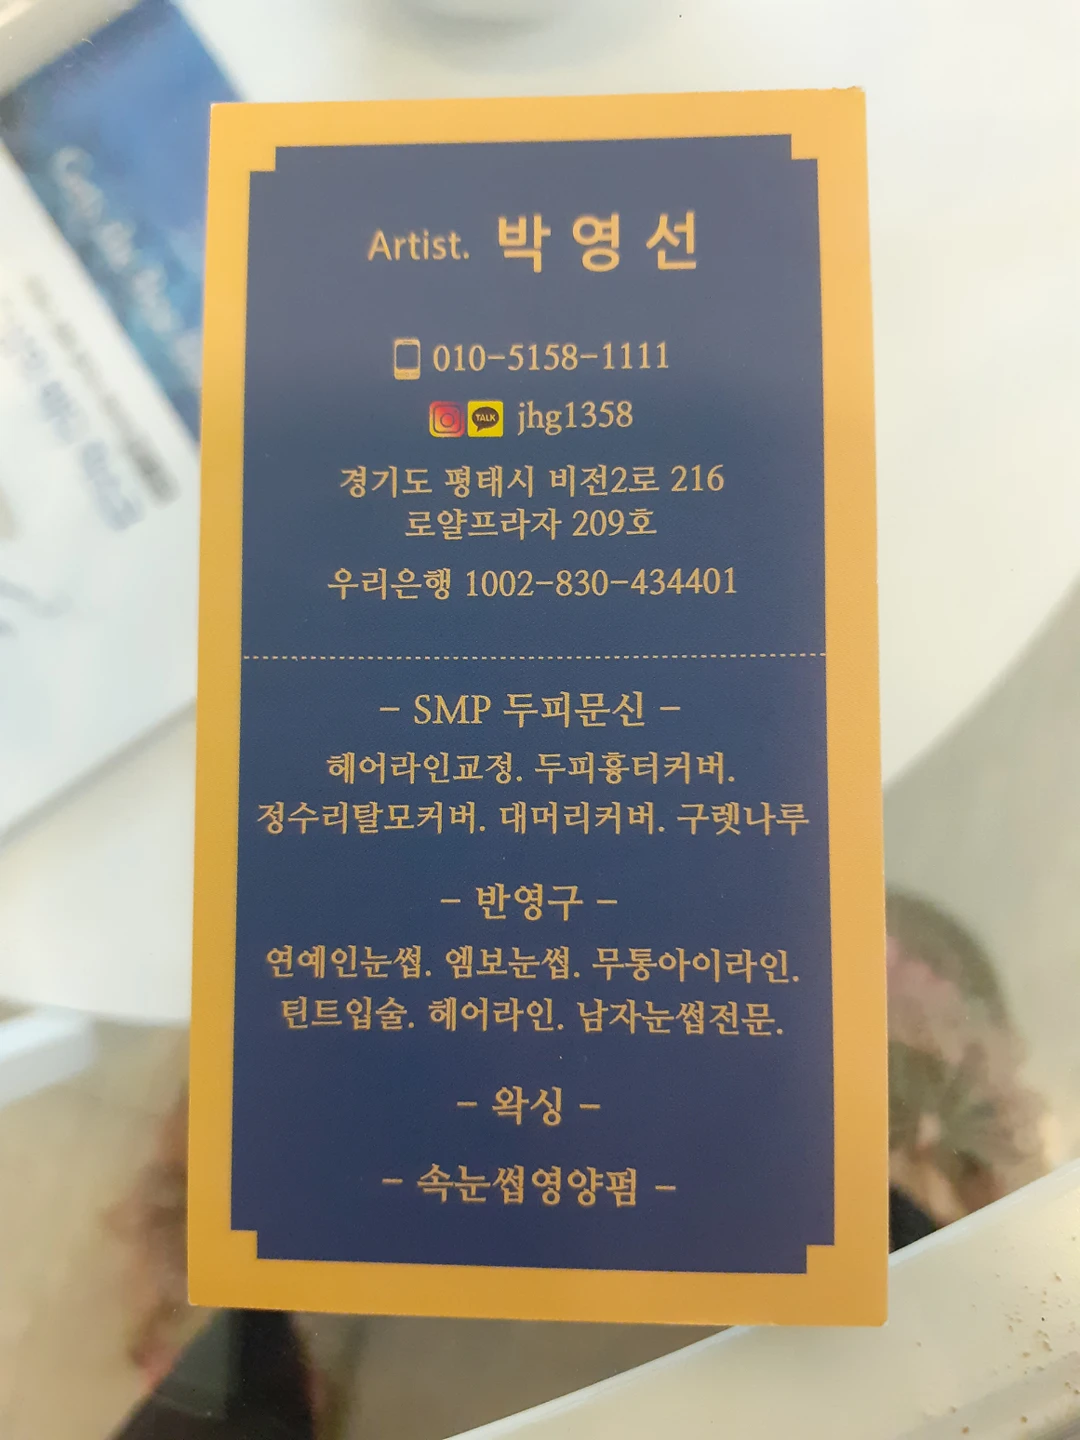 Artist. 박영선
010-5158-1111
TALK jhg1358
경기도 평택시 비전2로 216
로얄프라자 209호
우리은행 1002-830-434401
- SMP 두피문신 -
헤어라인교정. 두피흉터커버.
정수리탈모커버. 대머리커버. 구렛나루
- 반영구 -
연예인눈썹. 엠보눈썹. 무통아이라인.
틴트입술. 헤어라인. 남자눈썹전문.
- 왁싱 -
- 속눈썹영양펌 -